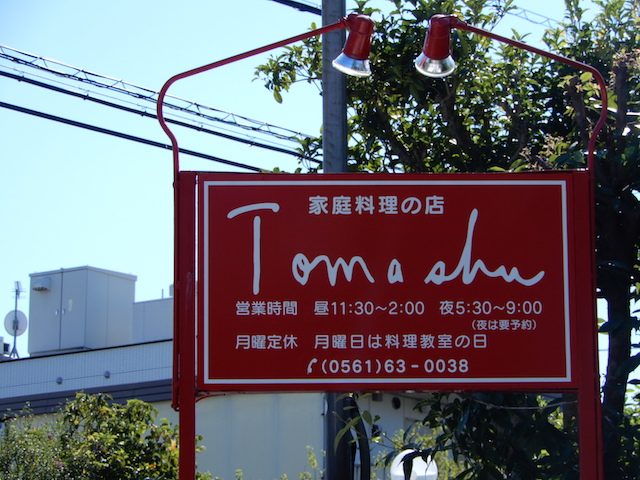 家庭料理の店
Tomashu
営業時間　昼11:30〜2:00　夜5:30〜9:00
(夜は要予約)
月曜定休　月曜日は料理教室の日
(0561)63-0038